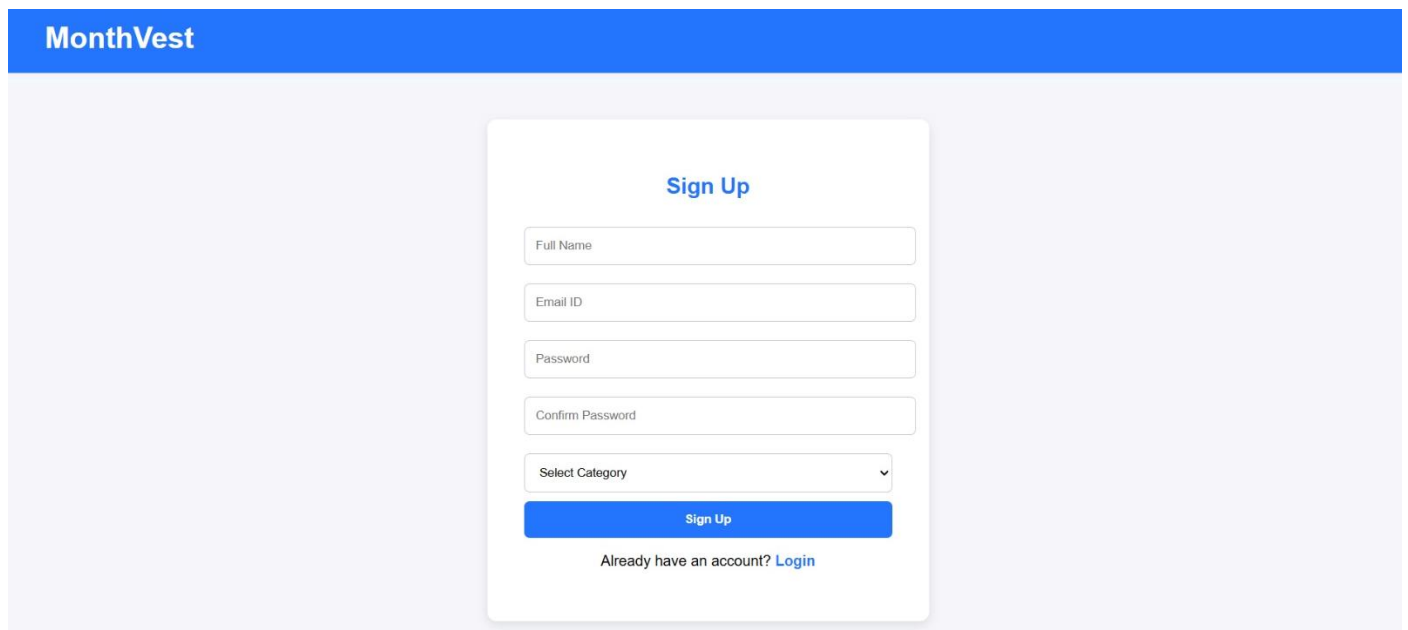 MonthVest
Sign Up
Full Name
Email ID
Password
Confirm Password
Select Category
Sign Up
Already have an account? Login